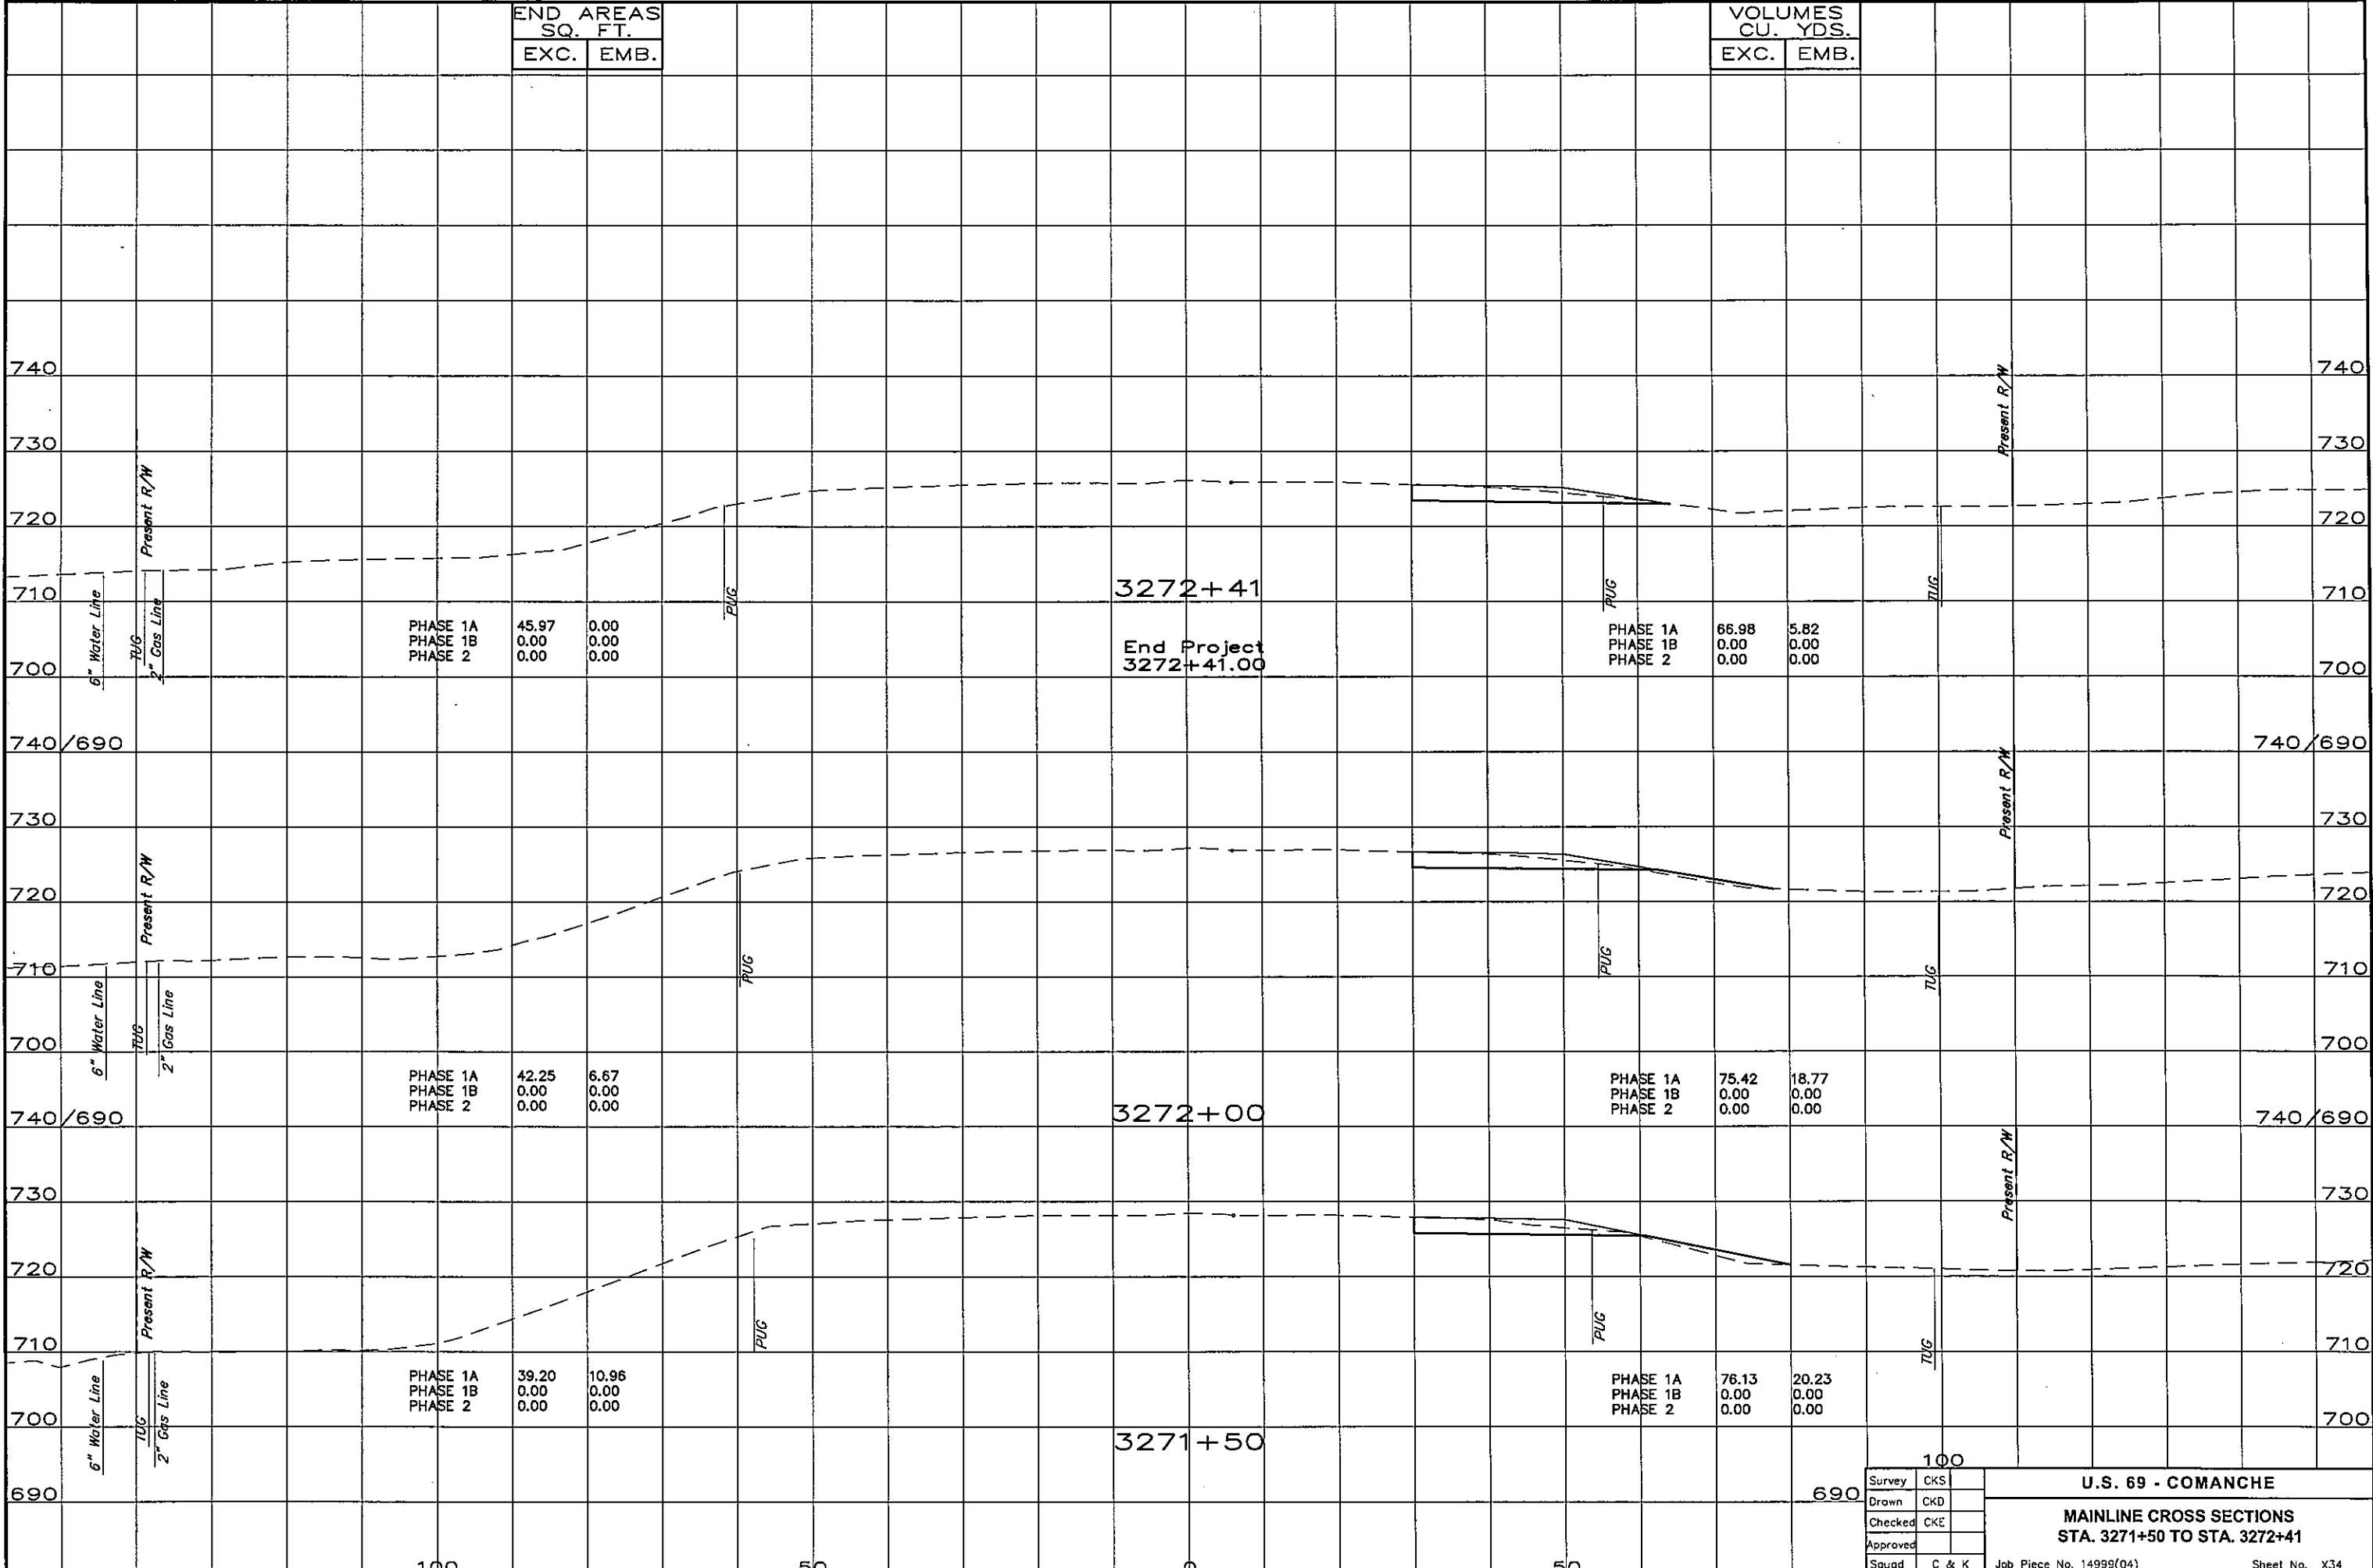 END AREAS
SQ. FT.
EXC. EMB.
VOLUMES
CU. YDS.
EXC. EMB.
740 740
Present R/W
730 730
Present R/W
720 720
710 710
6" Water Line
TUG
2" Gas Line
PUG
3272+41
PUG
TUG
PHASE 1A 45.97 0.00
PHASE 1B 0.00 0.00
PHASE 2 0.00 0.00
End Project
3272+41.00
PHASE 1A 66.98 5.82
PHASE 1B 0.00 0.00
PHASE 2 0.00 0.00
700 700
740/690 740/690
Present R/W
730 730
Present R/W
720 720
710 710
6" Water Line
TUG
2" Gas Line
PUG
PUG
TUG
700 700
PHASE 1A 42.25 6.67
PHASE 1B 0.00 0.00
PHASE 2 0.00 0.00
3272+00
PHASE 1A 75.42 18.77
PHASE 1B 0.00 0.00
PHASE 2 0.00 0.00
740/690 740/690
Present R/W
730 730
Present R/W
720 720
710 710
6" Water Line
TUG
2" Gas Line
PUG
PUG
TUG
PHASE 1A 39.20 10.96
PHASE 1B 0.00 0.00
PHASE 2 0.00 0.00
PHASE 1A 76.13 20.23
PHASE 1B 0.00 0.00
PHASE 2 0.00 0.00
700 700
3271+50
100
690 690
100 50 0 50
Survey CKS
Drawn CKD
Checked CKE
Approved
Squad C & K
U.S. 69 - COMANCHE
MAINLINE CROSS SECTIONS
STA. 3271+50 TO STA. 3272+41
Job Piece No. 14999(04) Sheet No. X34